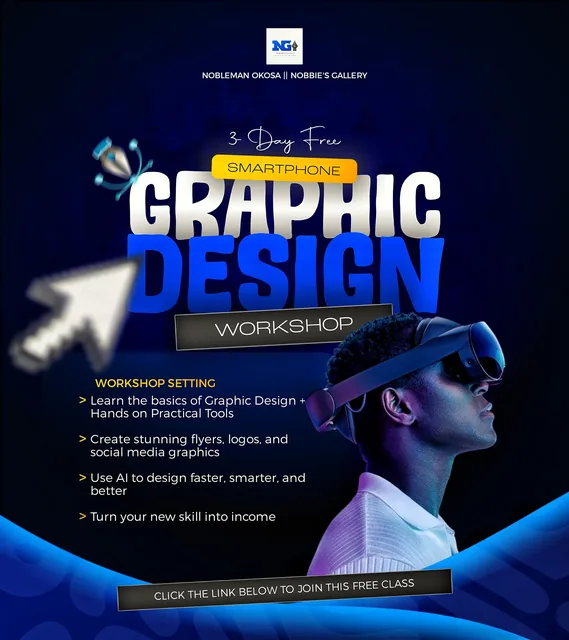 NG
NOBLEMAN OKOSA || NOBBIE'S GALLERY
3- Day Free
SMARTPHONE
GRAPHIC
DESIGN
WORKSHOP
WORKSHOP SETTING
> Learn the basics of Graphic Design +
Hands on Practical Tools
> Create stunning flyers, logos, and
social media graphics
> Use AI to design faster, smarter, and
better
> Turn your new skill into income
CLICK THE LINK BELOW TO JOIN THIS FREE CLASS